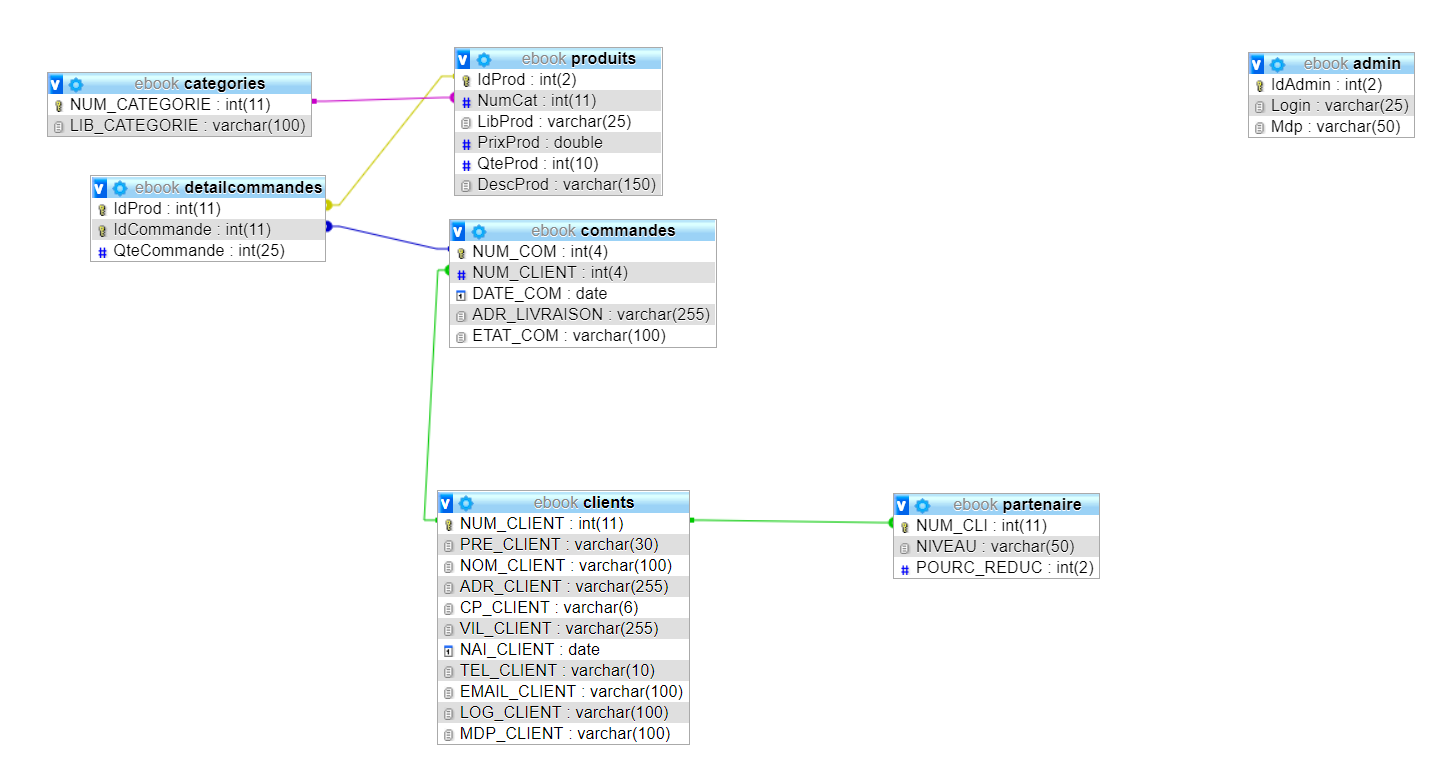 ebook categories
NUM_CATEGORIE : int(11)
LIB_CATEGORIE : varchar(100)
ebook produits
IdProd : int(2)
NumCat : int(11)
LibProd : varchar(25)
PrixProd : double
QteProd : int(10)
DescProd : varchar(150)
ebook admin
IdAdmin : int(2)
Login : varchar(25)
Mdp : varchar(50)
ebook detailcommandes
IdProd : int(11)
IdCommande : int(11)
QteCommande : int(25)
ebook commandes
NUM_COM : int(4)
NUM_CLIENT : int(4)
DATE_COM : date
ADR_LIVRAISON : varchar(255)
ETAT_COM : varchar(100)
ebook clients
NUM_CLIENT : int(11)
PRE_CLIENT : varchar(30)
NOM_CLIENT : varchar(100)
ADR_CLIENT : varchar(255)
CP_CLIENT : varchar(6)
VIL_CLIENT : varchar(255)
NAI_CLIENT : date
TEL_CLIENT : varchar(10)
EMAIL_CLIENT : varchar(100)
LOG_CLIENT : varchar(100)
MDP_CLIENT : varchar(100)
ebook partenaire
NUM_CLI : int(11)
NIVEAU : varchar(50)
POURC_REDUC : int(2)